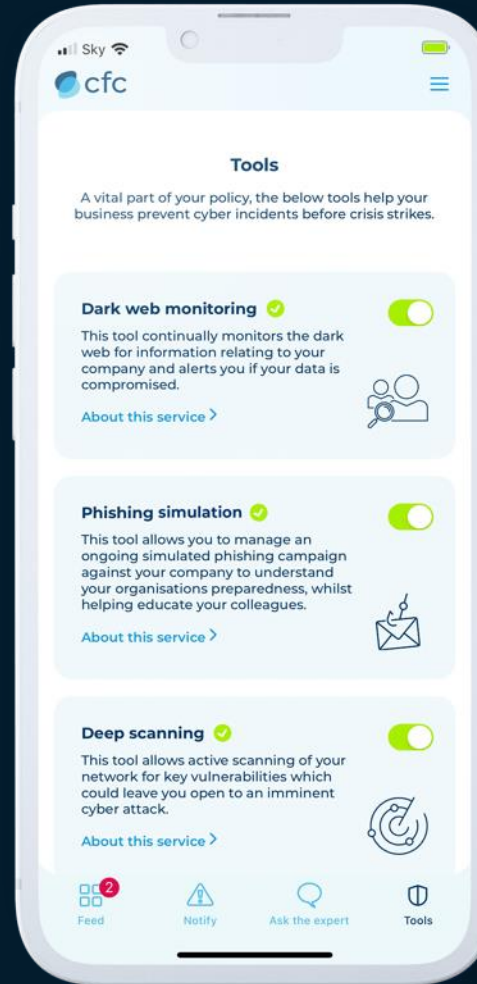 Sky
cfc
Tools
A vital part of your policy, the below tools help your
business prevent cyber incidents before crisis strikes.
Dark web monitoring
This tool continually monitors the dark
web for information relating to your
company and alerts you if your data is
compromised.
About this service >
Phishing simulation
This tool allows you to manage an
ongoing simulated phishing campaign
against your company to understand
your organisations preparedness, whilst
helping educate your colleagues.
About this service >
Deep scanning
This tool allows active scanning of your
network for key vulnerabilities which
could leave you open to an imminent
cyber attack.
About this service >
2
Feed
Notify
Ask the expert
Tools